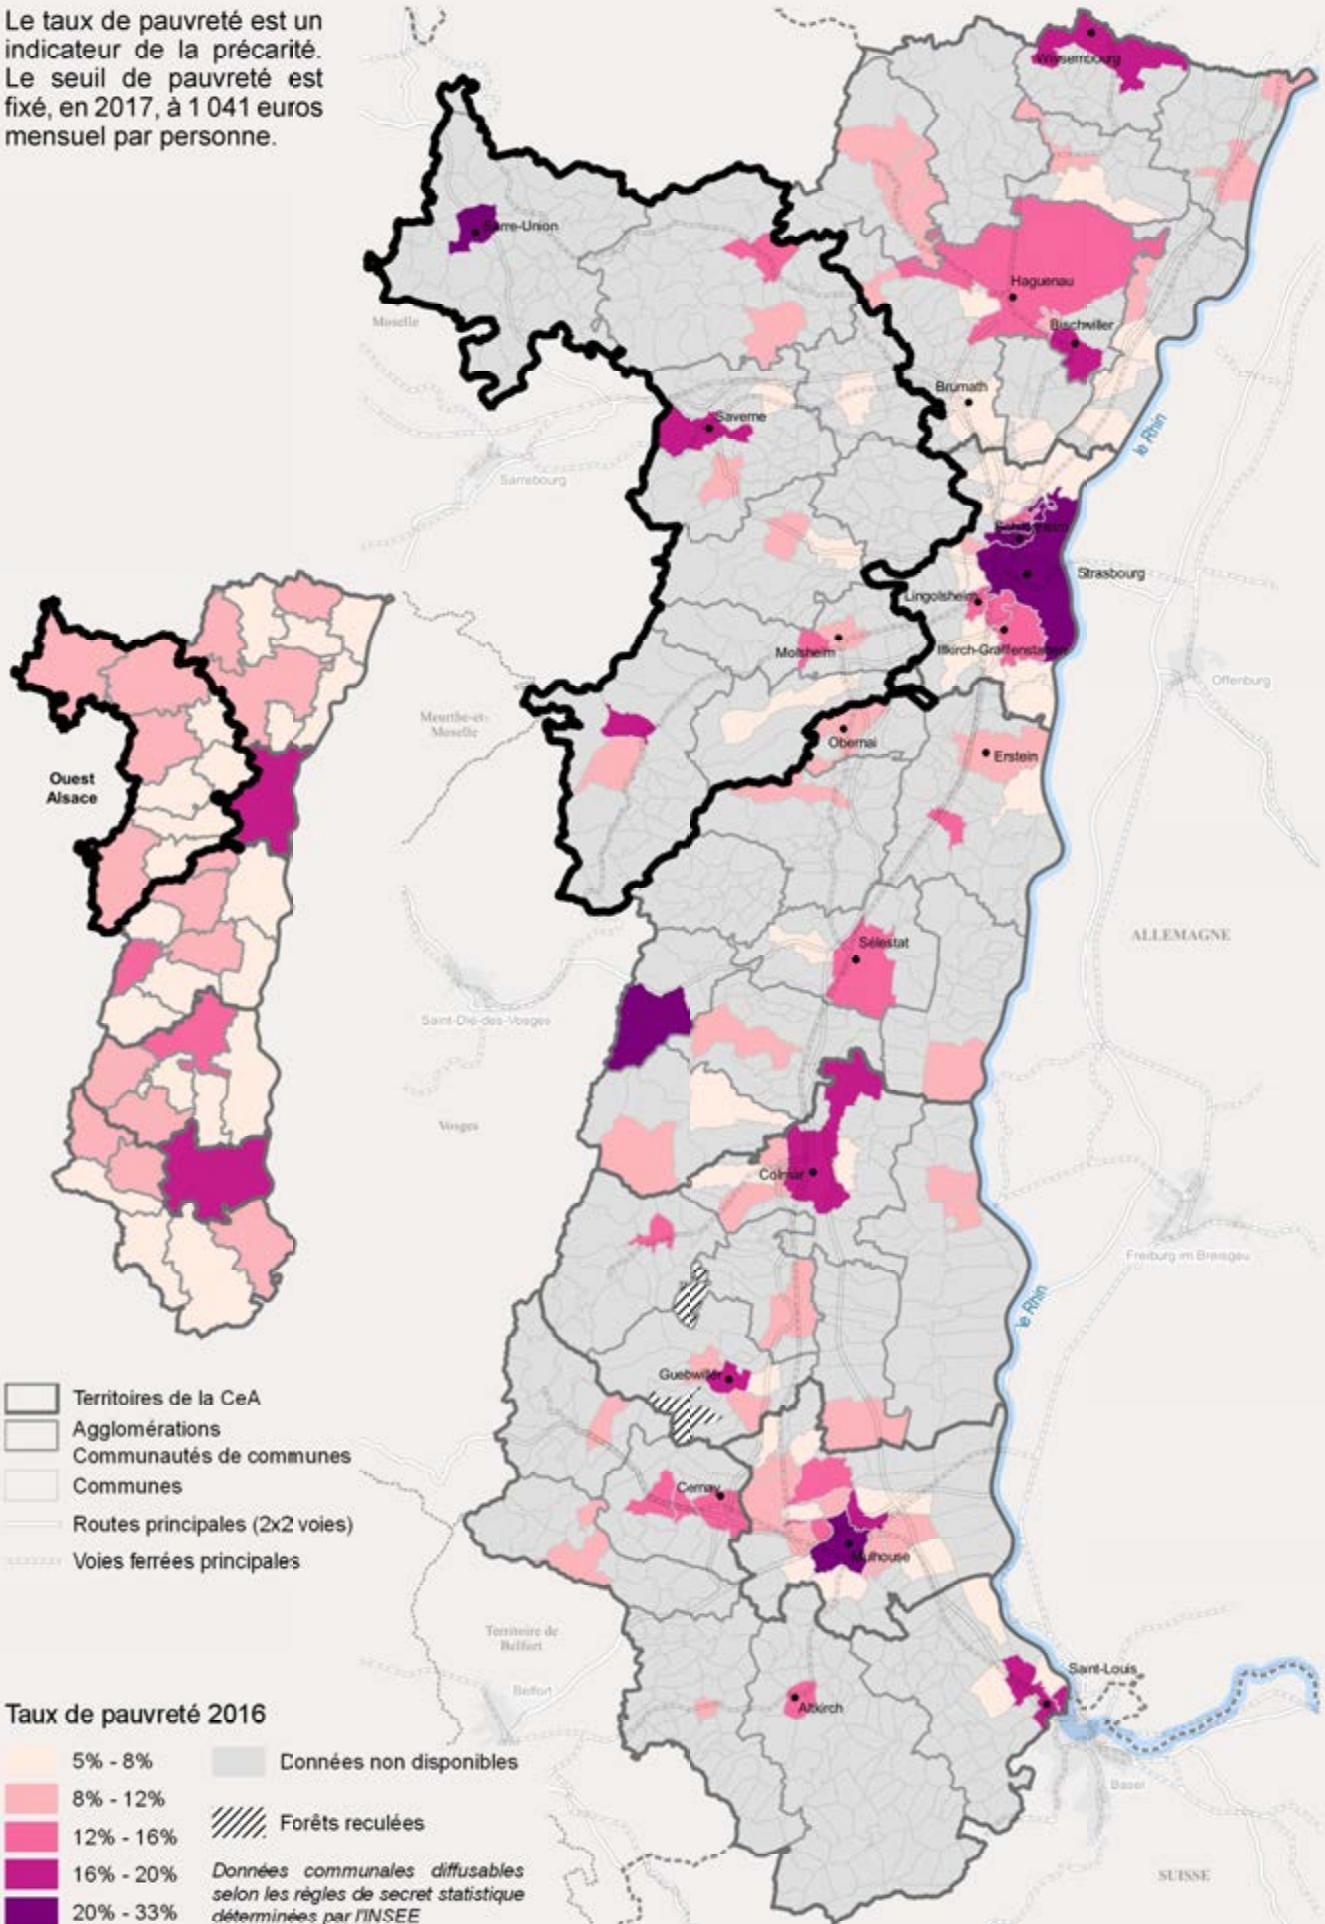 Le taux de pauvreté est un
indicateur de la précarité.
Le seuil de pauvreté est
fixé, en 2017, à 1 041 euros
mensuel par personne.
Wissembourg
Sarre-Union
Haguenau
Moselle
Bischwiller
Brumath
Saverne
le Rhin
Sarrebourg
Strasbourg
Lingolsheim
Illkirch-Graffenstaden
Molsheim
Offenburg
Meurthe-et-
Moselle
Obernai
Erstein
Ouest
Alsace
ALLEMAGNE
Sélestat
Saint-Dié-des-Vosges
Vosges
Colmar
Freiburg im Breisgau
le Rhin
Guebwiller
Territoires de la CeA
Agglomérations
Communautés de communes
Communes
Routes principales (2x2 voies)
Voies ferrées principales
Cernay
Mulhouse
Territoire de
Belfort
Belfort
Saint-Louis
Altkirch
Basel
SUISSE
Taux de pauvreté 2016
5% - 8%
8% - 12%
12% - 16%
16% - 20%
20% - 33%
Données non disponibles
Forêts reculées
Données communales diffusables
selon les règles de secret statistique
déterminées par l'INSEE